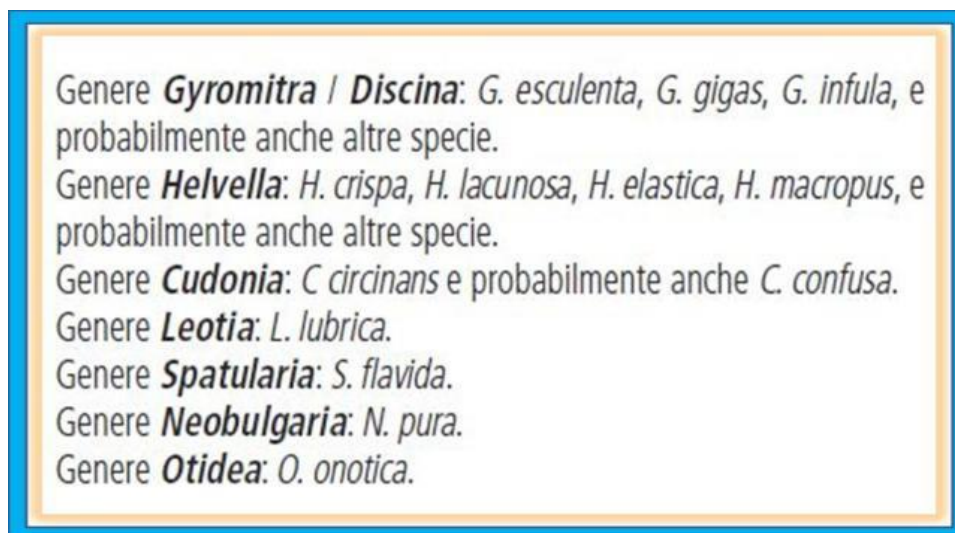 Genere Gyromitra / Discina: G. esculenta, G. gigas, G. infula, e
probabilmente anche altre specie.
Genere Helvella: H. crispa, H. lacunosa, H. elastica, H. macropus, e
probabilmente anche altre specie.
Genere Cudonia: C circinans e probabilmente anche C. confusa.
Genere Leotia: L. lubrica.
Genere Spatularia: S. flavida.
Genere Neobulgaria: N. pura.
Genere Otidea: O. onotica.